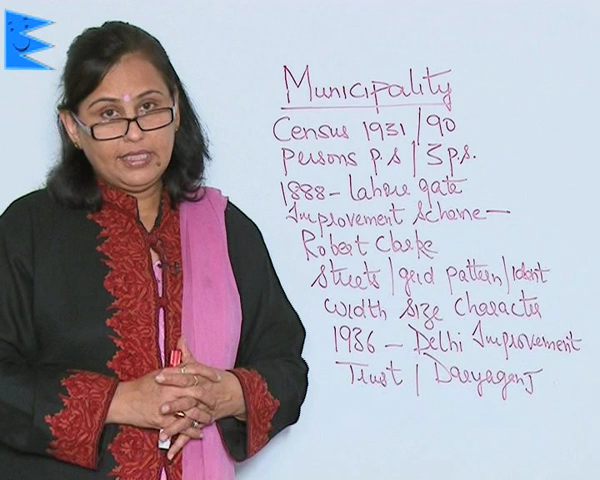 Municipality
Census 1931/90
persons p.s/3 p.s.
1888 - Lahore gate
Improvement Scheme -
Robert Clarke
Streets/grid pattern/
width size character
1936 - Delhi Improvement
Trust / Daryaganj